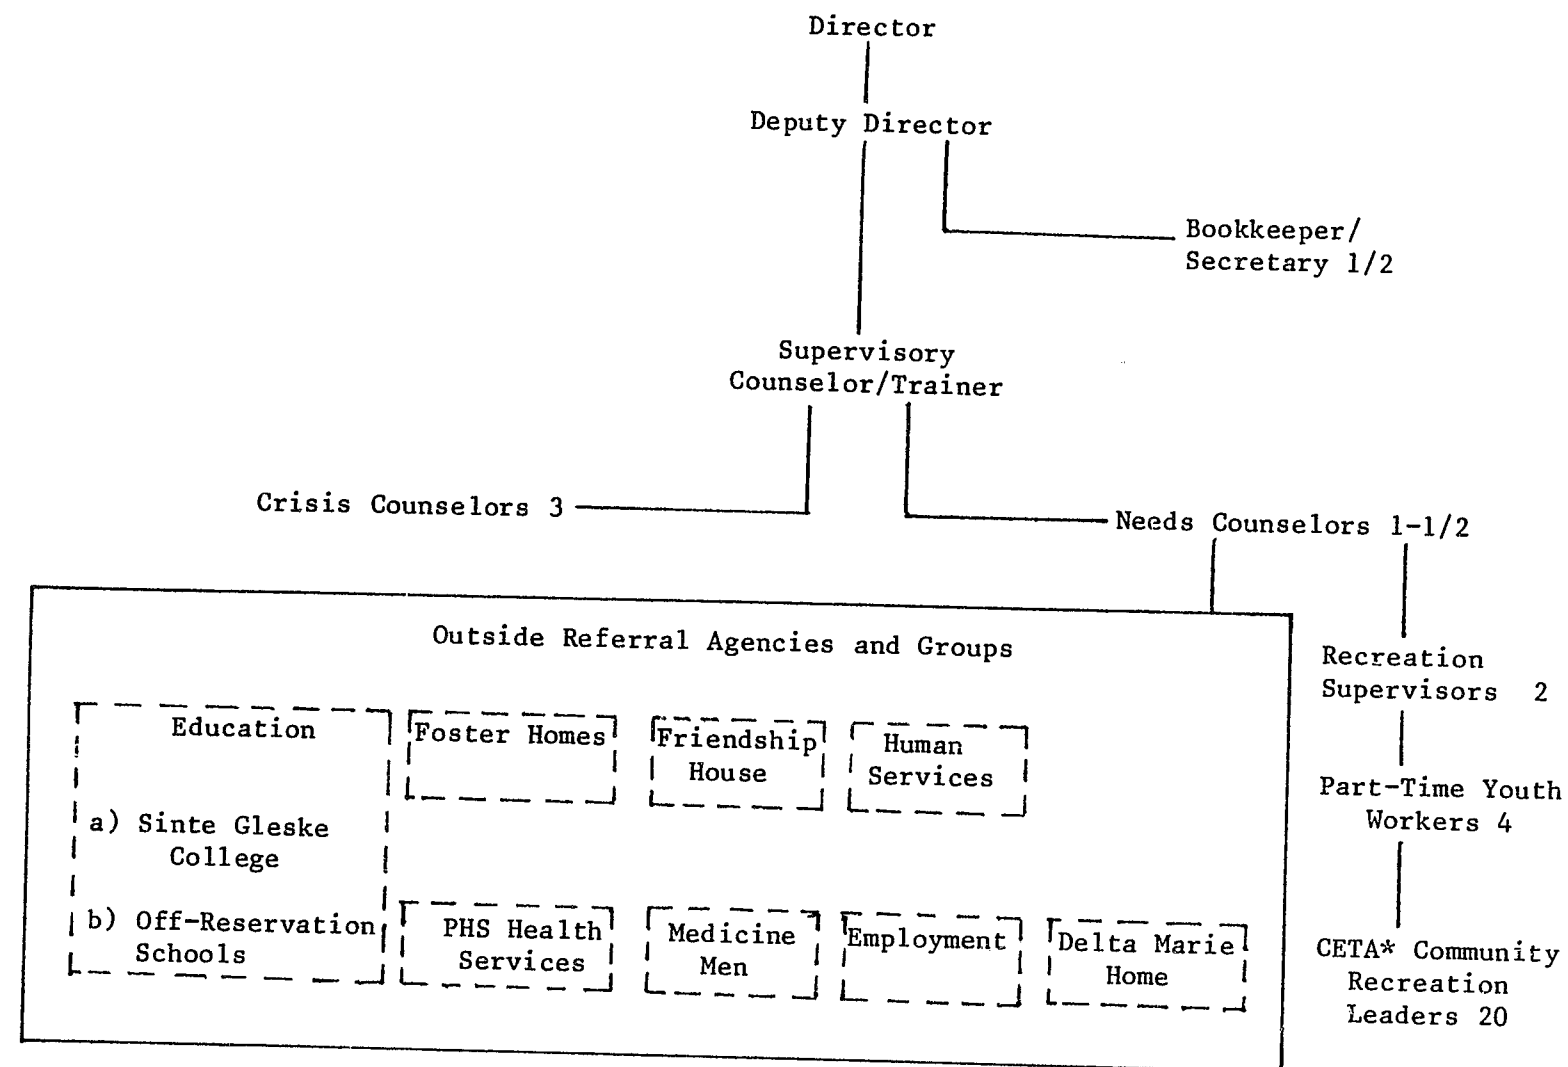 Director
Deputy Director
Bookkeeper/
Secretary 1/2
Supervisory
Counselor/Trainer
Crisis Counselors 3
Needs Counselors 1-1/2
Outside Referral Agencies and Groups
Recreation
Supervisors 2
Education
a) Sinte Gleske
College
b) Off-Reservation
Schools
Foster Homes
Friendship
House
Human
Services
Part-Time Youth
Workers 4
PHS Health
Services
Medicine
Men
Employment
Delta Marie
Home
CETA* Community
Recreation
Leaders 20